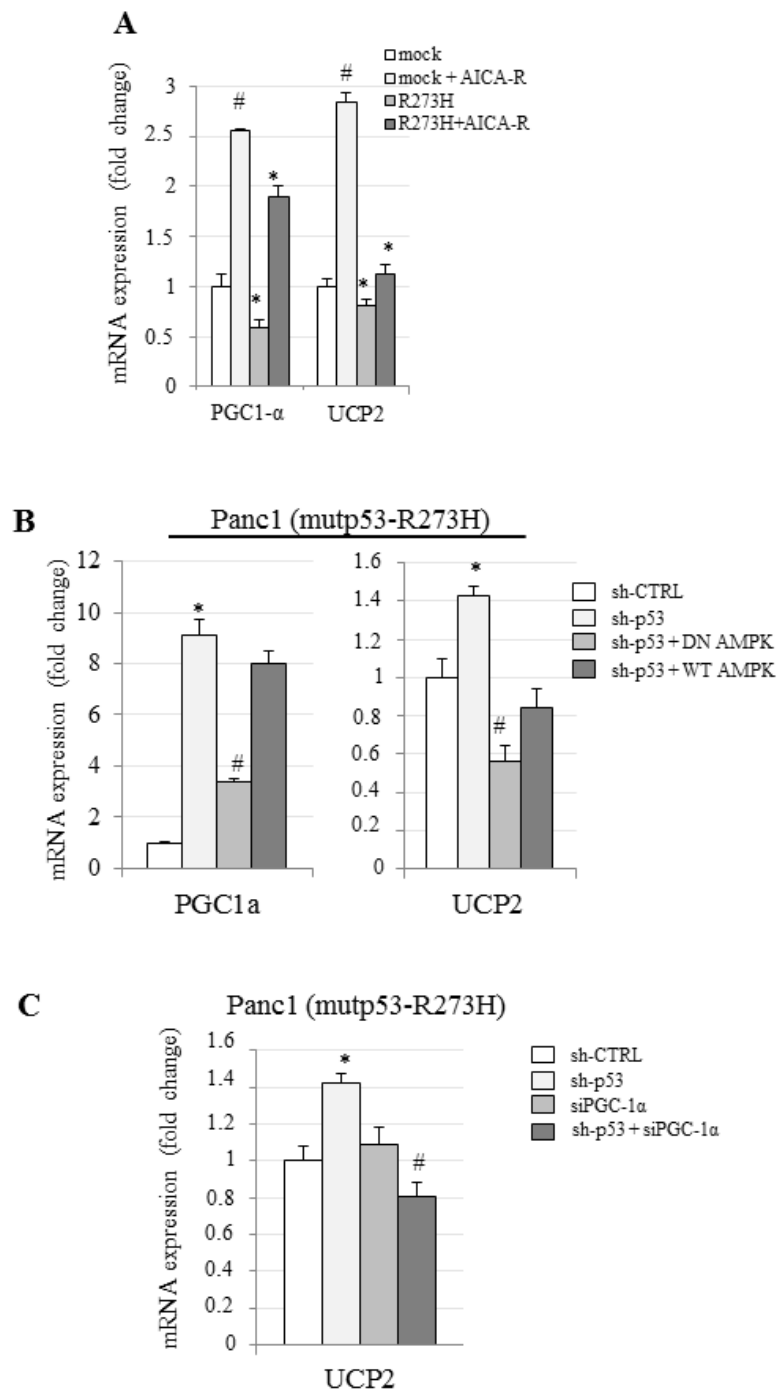 A
mock
mock + AICA-R
R273H
R273H+AICA-R
mRNA expression (fold change)
3
2.5
2
1.5
1
0.5
0
#
*
*
#
*
*
PGC1-α
UCP2
B
Panc1 (mutp53-R273H)
mRNA expression (fold change)
12
10
8
6
4
2
0
*
#
PGC1a
1.6
1.4
1.2
1
0.8
0.6
0.4
0.2
0
*
#
UCP2
sh-CTRL
sh-p53
sh-p53 + DN AMPK
sh-p53 + WT AMPK
C
Panc1 (mutp53-R273H)
mRNA expression (fold change)
1.6
1.4
1.2
1
0.8
0.6
0.4
0.2
0
*
#
UCP2
sh-CTRL
sh-p53
siPGC-1α
sh-p53 + siPGC-1α